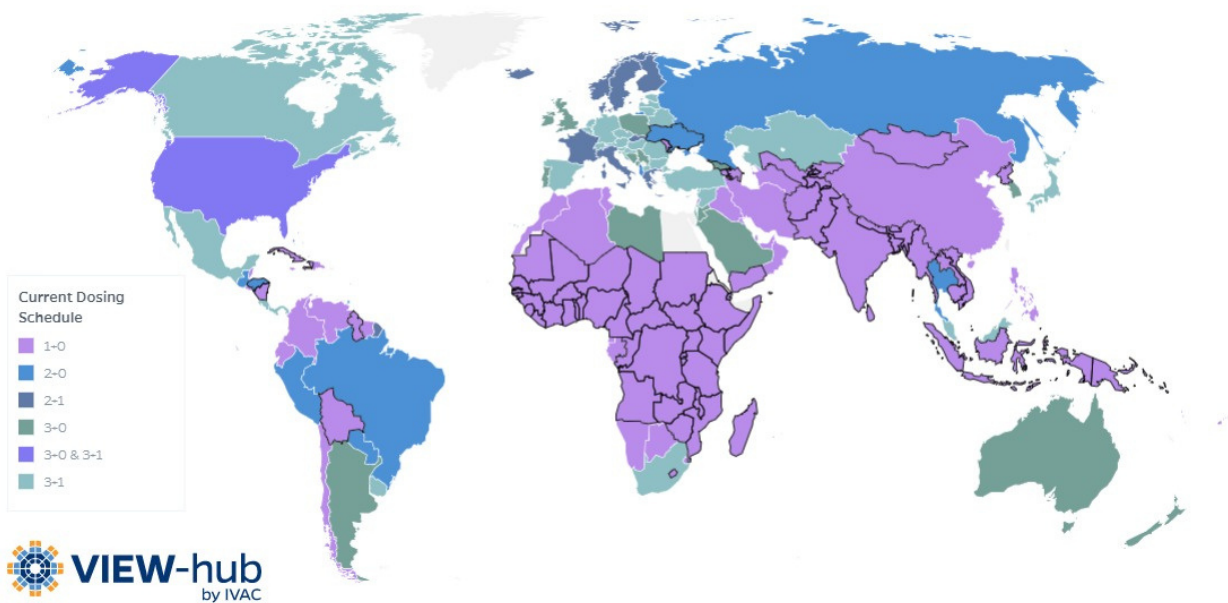 Current Dosing
Schedule
1+0
2+0
2+1
3+0
3+0 & 3+1
3+1
VIEW-hub
by IVAC